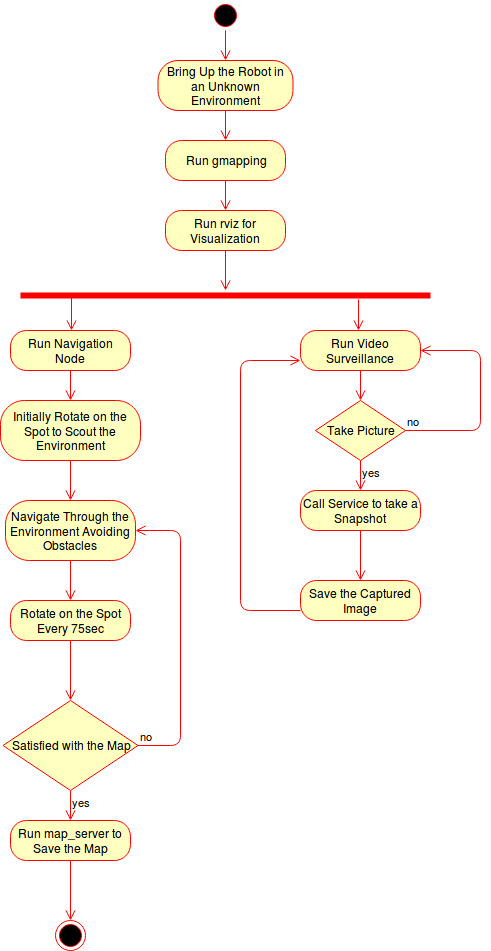 Bring Up the Robot in
an Unknown
Environment
Run gmapping
Run rviz for
Visualization
Run Navigation
Node
Initially Rotate on the
Spot to Scout the
Environment
Navigate Through the
Environment Avoiding
Obstacles
Rotate on the Spot
Every 75sec
Satisfied with the Map
no
yes
Run map_server to
Save the Map
Run Video
Surveillance
Take Picture
no
yes
Call Service to take a
Snapshot
Save the Captured
Image